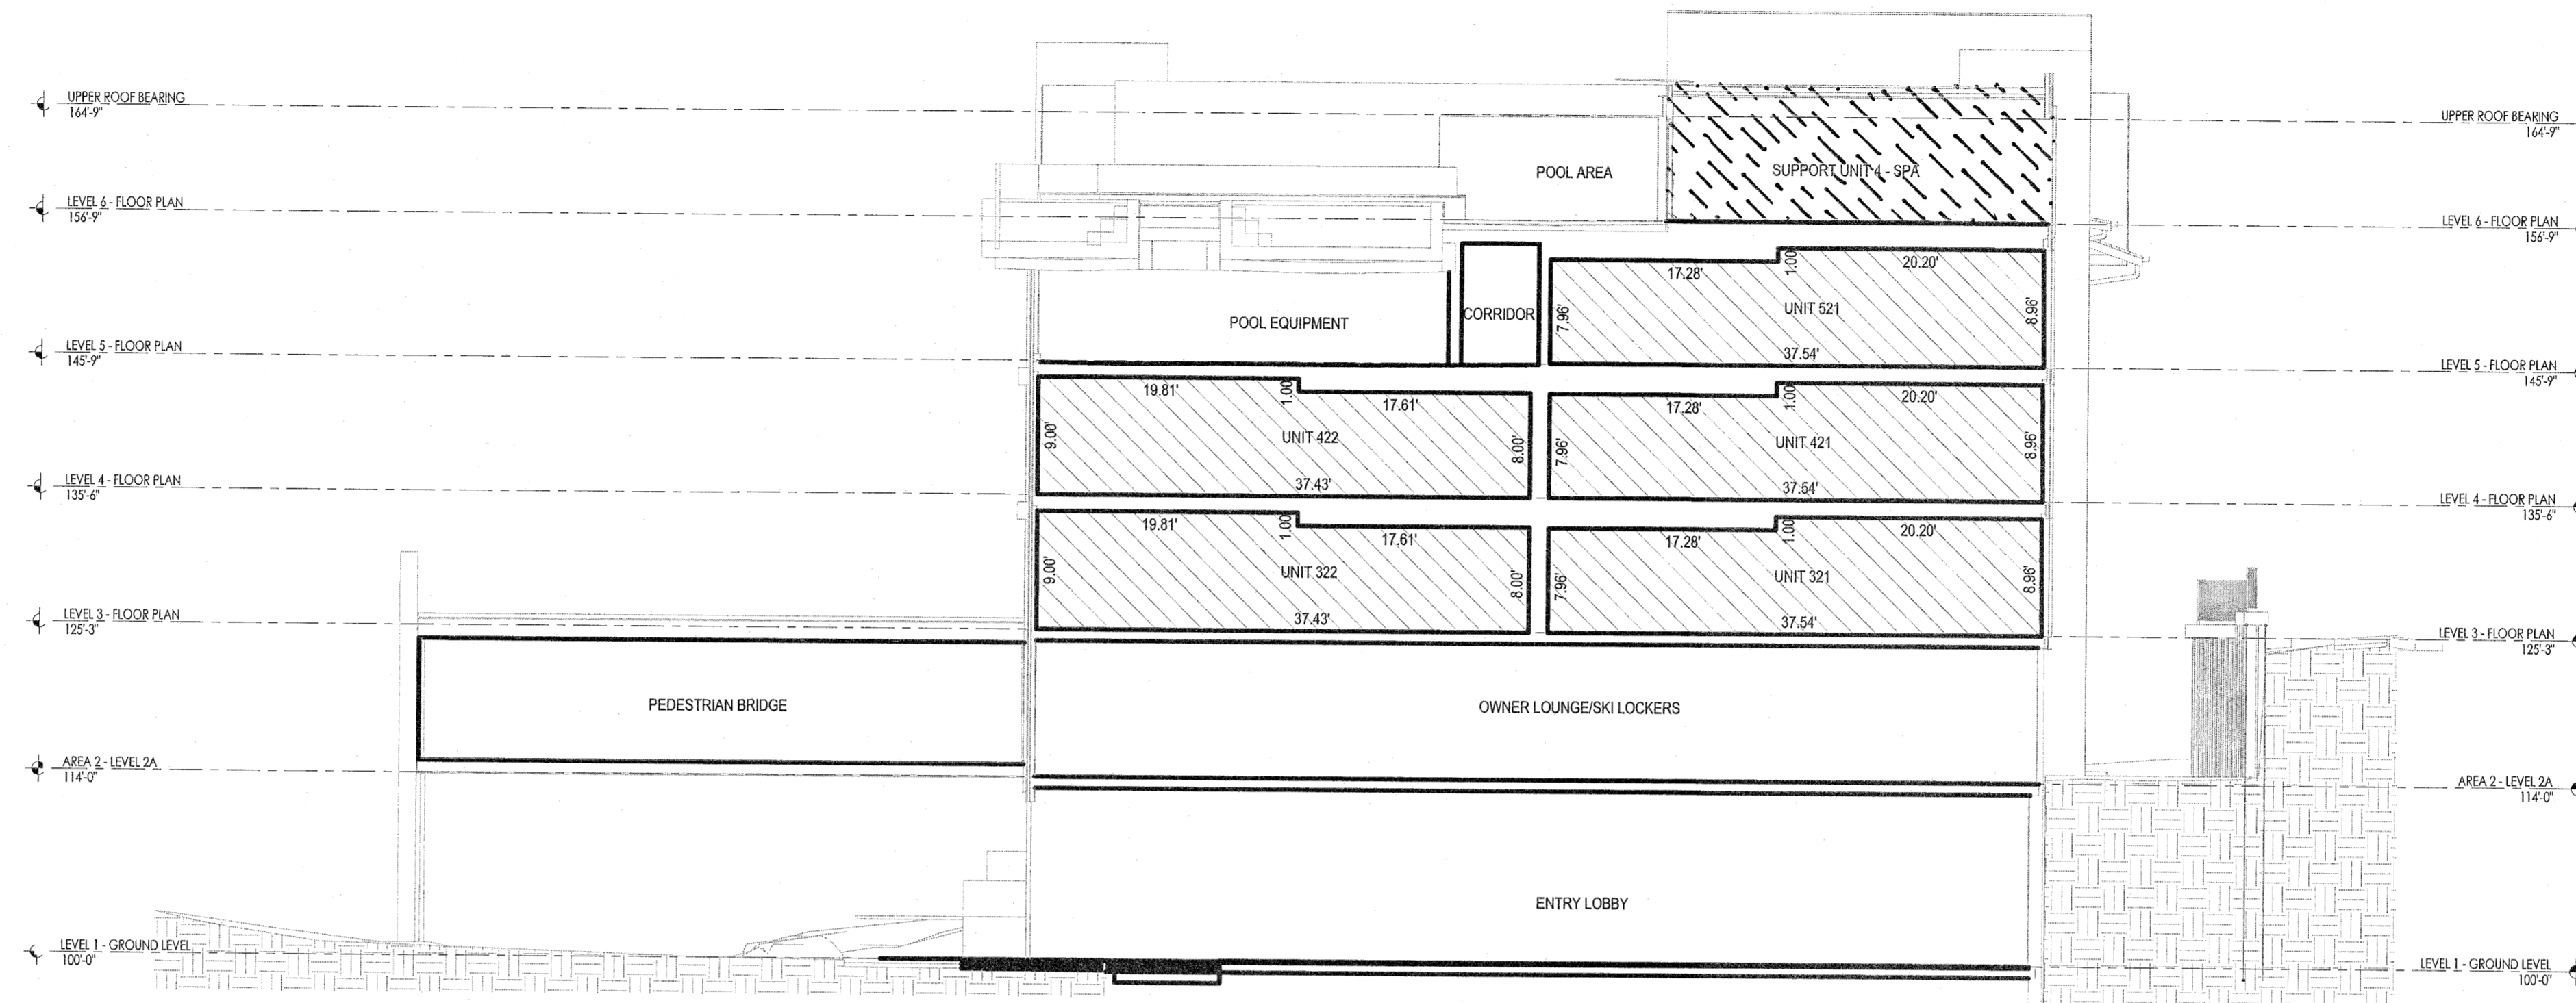 UPPER ROOF BEARING
164'-9"
UPPER ROOF BEARING
164'-9"
POOL AREA
SUPPORT UNIT 4 - SPA
LEVEL 6 - FLOOR PLAN
156'-9"
LEVEL 6 - FLOOR PLAN
156'-9"
17.28'
1.00'
20.20'
CORRIDOR
7.96'
UNIT 521
8.96'
POOL EQUIPMENT
37.54'
LEVEL 5 - FLOOR PLAN
145'-9"
LEVEL 5 - FLOOR PLAN
145'-9"
19.81'
1.00'
17.61'
17.28'
1.00'
20.20'
9.00'
UNIT 422
8.00'
7.96'
UNIT 421
8.96'
37.43'
37.54'
LEVEL 4 - FLOOR PLAN
135'-6"
LEVEL 4 - FLOOR PLAN
135'-6"
19.81'
1.00'
17.61'
17.28'
1.00'
20.20'
9.00'
UNIT 322
8.00'
7.96'
UNIT 321
8.96'
37.43'
37.54'
LEVEL 3 - FLOOR PLAN
125'-3"
LEVEL 3 - FLOOR PLAN
125'-3"
PEDESTRIAN BRIDGE
OWNER LOUNGE/SKI LOCKERS
AREA 2 - LEVEL 2A
114'-0"
AREA 2 - LEVEL 2A
114'-0"
ENTRY LOBBY
LEVEL 1 - GROUND LEVEL
100'-0"
LEVEL 1 - GROUND LEVEL
100'-0"